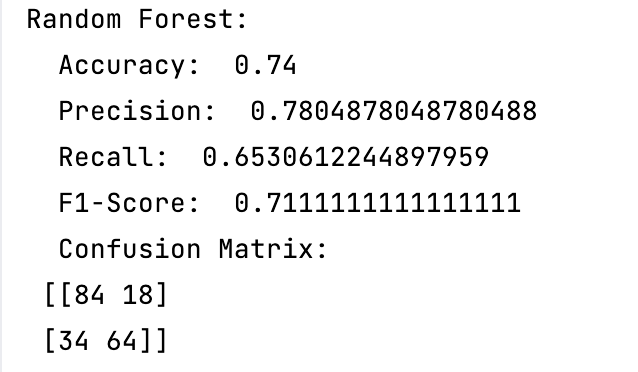 Random Forest:
Accuracy: 0.74
Precision: 0.7804878048780488
Recall: 0.6530612244897959
F1-Score: 0.7111111111111111
Confusion Matrix:
[[84 18]
[34 64]]